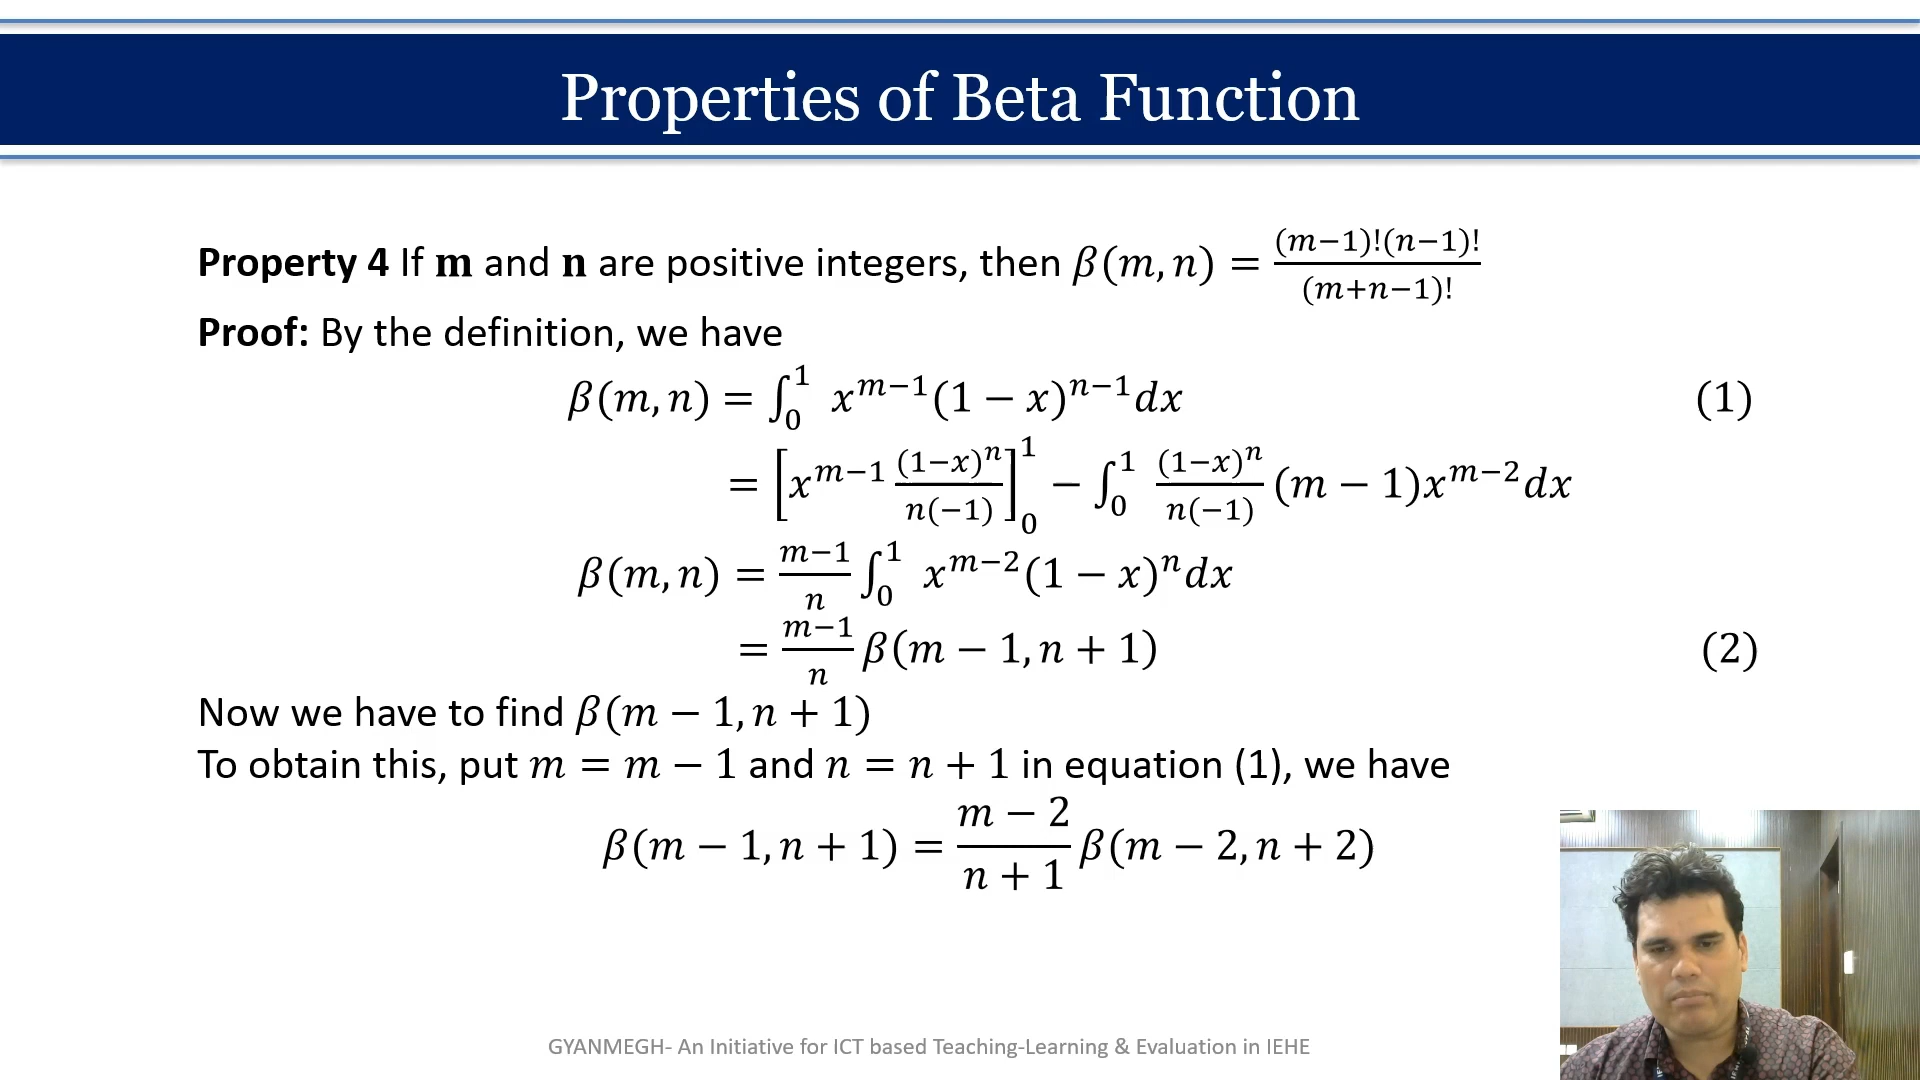 Properties of Beta Function
Property 4 If m and n are positive integers, then β(m, n) = (m−1)!(n−1)! / (m+n−1)!
Proof: By the definition, we have
β(m, n) = ∫₀¹ x^{m−1}(1 − x)^{n−1}dx (1)
= [x^{m−1} (1−x)^n / n(−1)]₀¹ − ∫₀¹ (1−x)^n / n(−1) (m − 1)x^{m−2}dx
β(m, n) = m−1 / n ∫₀¹ x^{m−2}(1 − x)^n dx
= m−1 / n β(m − 1, n + 1) (2)
Now we have to find β(m − 1, n + 1)
To obtain this, put m = m − 1 and n = n + 1 in equation (1), we have
β(m − 1, n + 1) = m − 2 / n + 1 β(m − 2, n + 2)
GYANMEGH- An Initiative for ICT based Teaching-Learning & Evaluation in IEHE